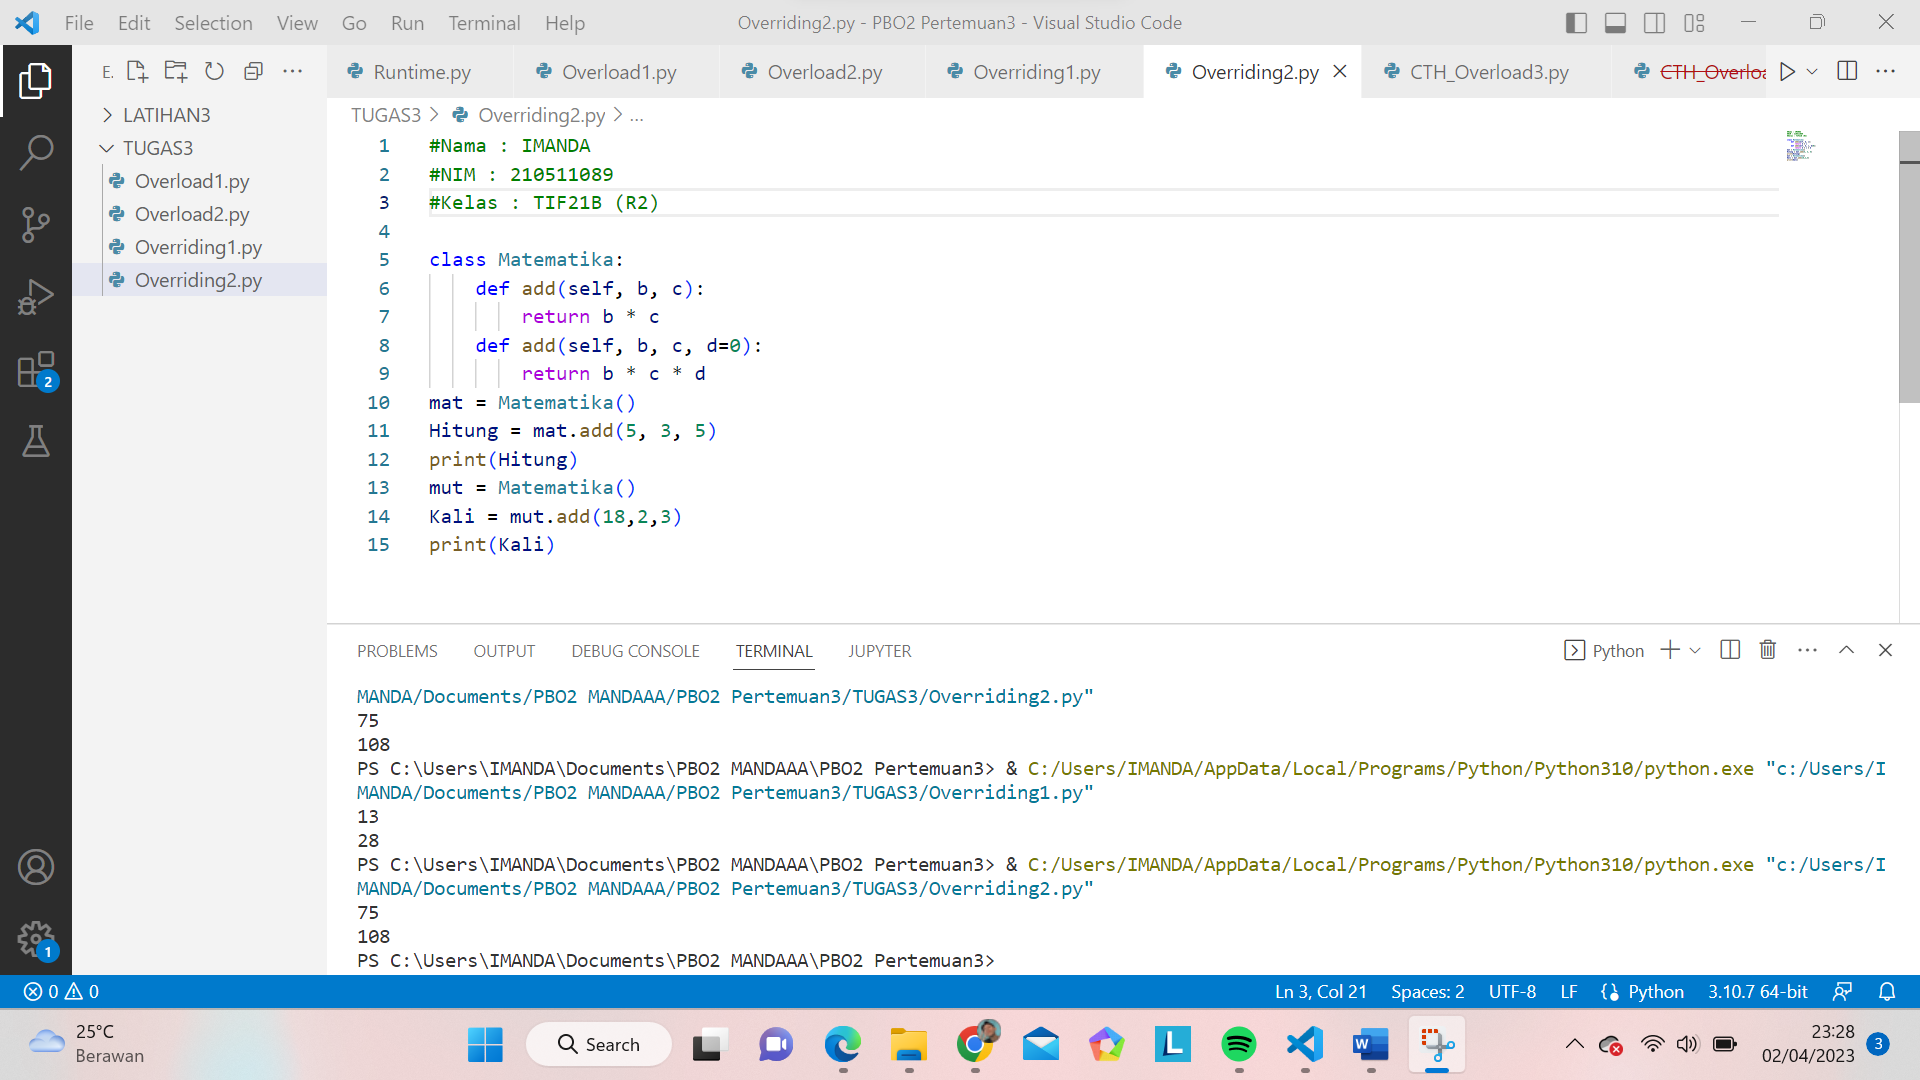 File Edit Selection View Go Run Terminal Help
Overriding2.py - PBO2 Pertemuan3 - Visual Studio Code
E.
Runtime.py
Overload1.py
Overload2.py
Overriding1.py
Overriding2.py
CTH_Overload3.py
LATIHAN3
TUGAS3
Overload1.py
Overload2.py
Overriding1.py
Overriding2.py
2
1
TUGAS3 > Overriding2.py > ...
1 #Nama : IMANDA
2 #NIM : 210511089
3 #Kelas : TIF21B (R2)
4
5 class Matematika:
6     def add(self, b, c):
7         return b * c
8     def add(self, b, c, d=0):
9         return b * c * d
10 mat = Matematika()
11 Hitung = mat.add(5, 3, 5)
12 print(Hitung)
13 mut = Matematika()
14 Kali = mut.add(18,2,3)
15 print(Kali)
PROBLEMS OUTPUT DEBUG CONSOLE TERMINAL JUPYTER
Python
MANDA/Documents/PBO2 MANDAAA/PBO2 Pertemuan3/TUGAS3/Overriding2.py"
75
108
PS C:\Users\IMANDA\Documents\PBO2 MANDAAA\PBO2 Pertemuan3> & C:/Users/IMANDA/AppData/Local/Programs/Python/Python310/python.exe "c:/Users/I
MANDA/Documents/PBO2 MANDAAA/PBO2 Pertemuan3/TUGAS3/Overriding1.py"
13
28
PS C:\Users\IMANDA\Documents\PBO2 MANDAAA\PBO2 Pertemuan3> & C:/Users/IMANDA/AppData/Local/Programs/Python/Python310/python.exe "c:/Users/I
MANDA/Documents/PBO2 MANDAAA/PBO2 Pertemuan3/TUGAS3/Overriding2.py"
75
108
PS C:\Users\IMANDA\Documents\PBO2 MANDAAA\PBO2 Pertemuan3>
0 0
Ln 3, Col 21 Spaces: 2 UTF-8 LF Python 3.10.7 64-bit
25°C
Berawan
Search
L
W
23:28
02/04/2023
3